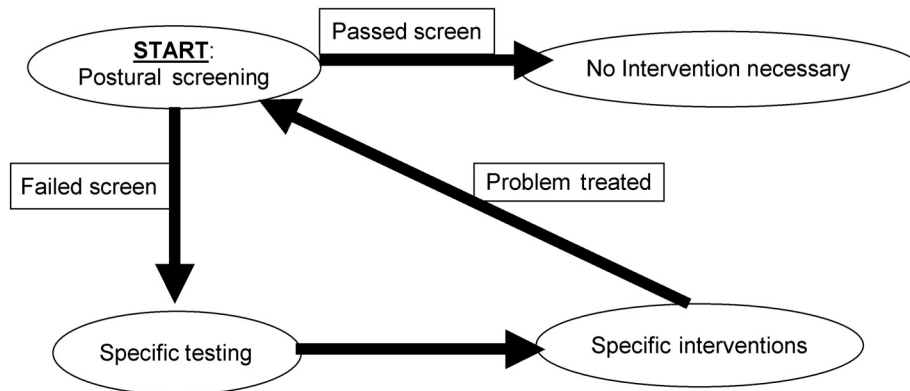 START:
Postural screening
Passed screen
No Intervention necessary
Failed screen
Problem treated
Specific testing
Specific interventions